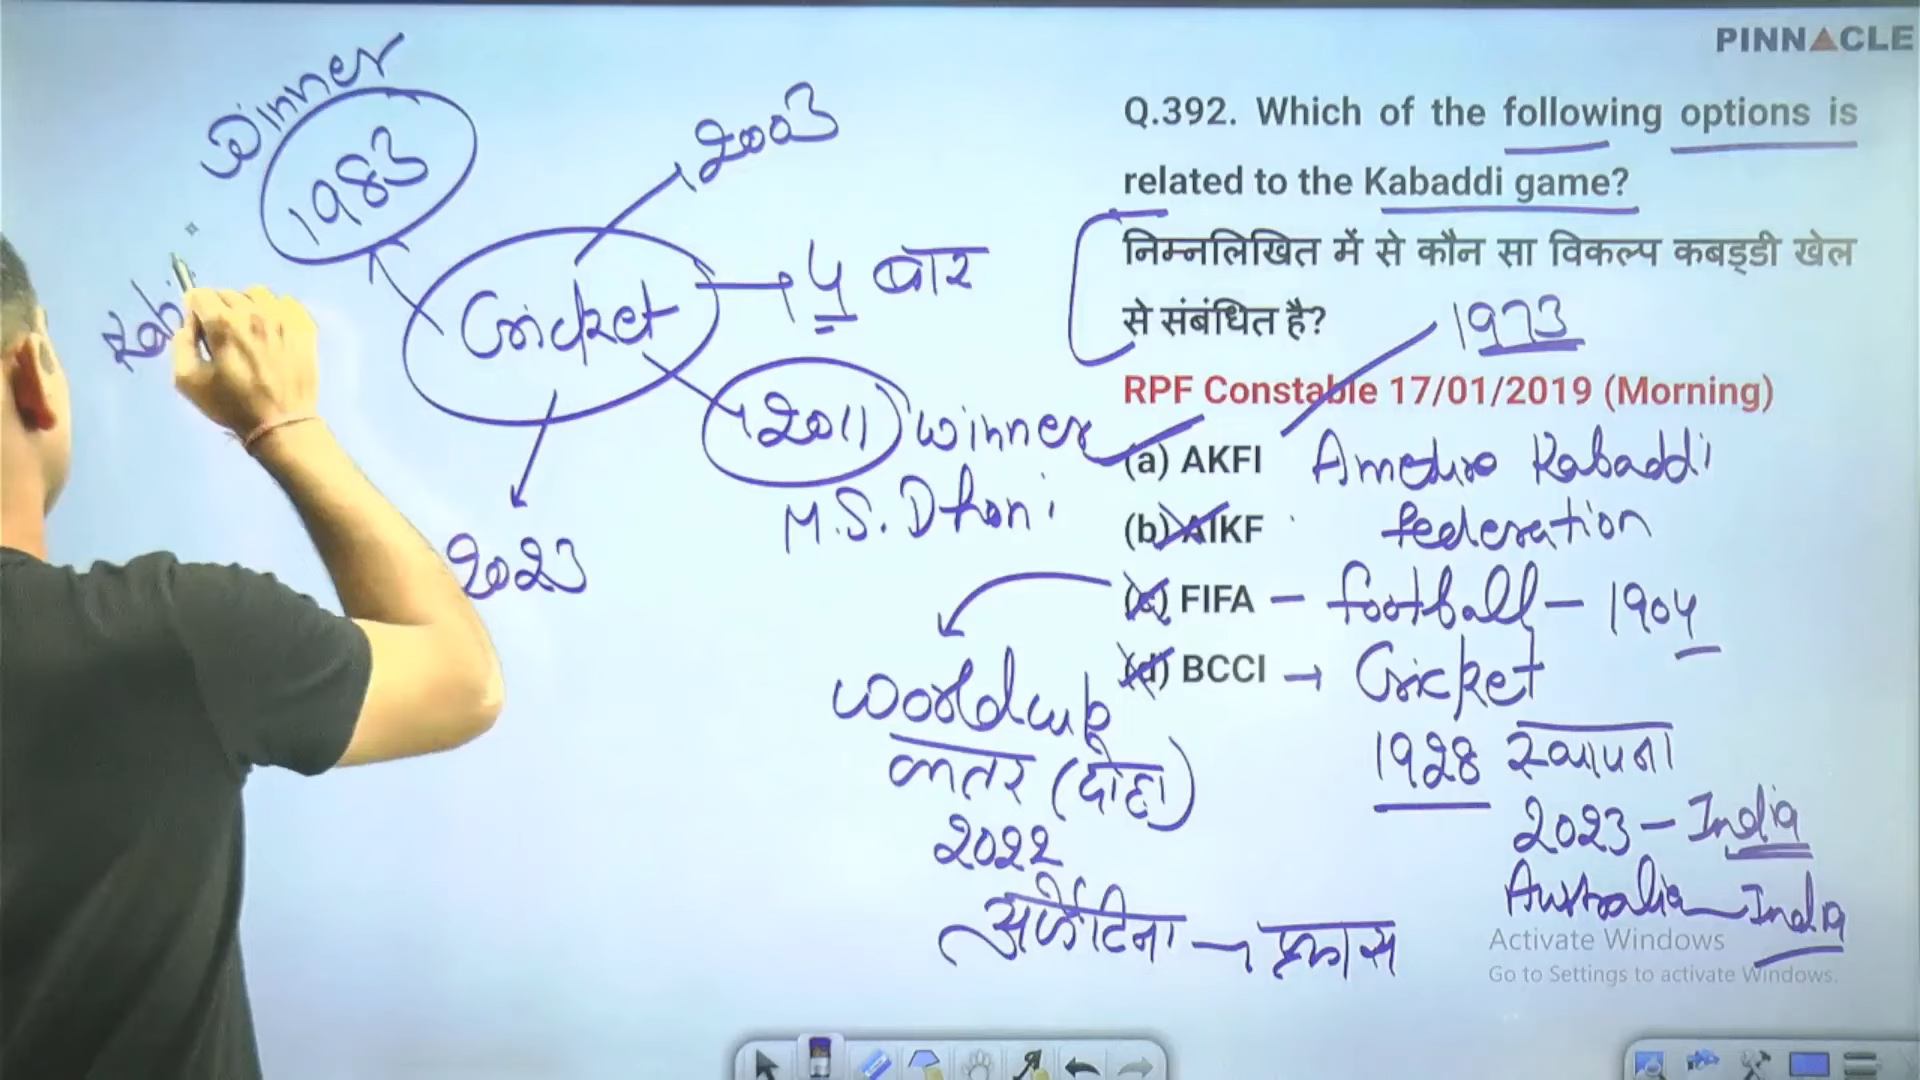 PINNACLE
Q.392. Which of the following options is
related to the Kabaddi game?
निम्नलिखित में से कौन सा विकल्प कबड्डी खेल
से संबंधित है?
1973
RPF Constable 17/01/2019 (Morning)
(a) AKFI
Kabaddi
federation
(b) AIKF
(c) FIFA – football – 1904
(d) BCCI → Cricket
1928 स्थापना
2023 – India
Australia – India
Winner
1983
2003
Cricket
बार
2011 winner
M.S. Dhoni
2023
worldcup
कतर (दोहा)
2022
Activate Windows
Go to Settings to activate Windows.